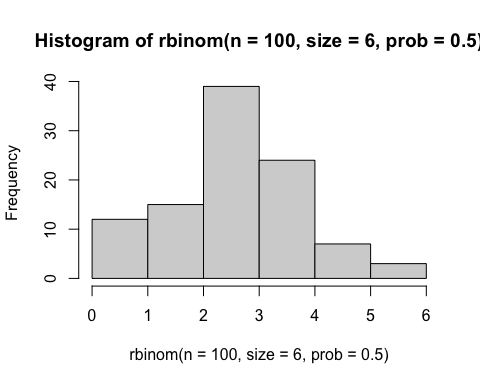 Histogram of rbinom(n = 100, size = 6, prob = 0.5)
Frequency
40
30
20
10
0
0 1 2 3 4 5 6
rbinom(n = 100, size = 6, prob = 0.5)